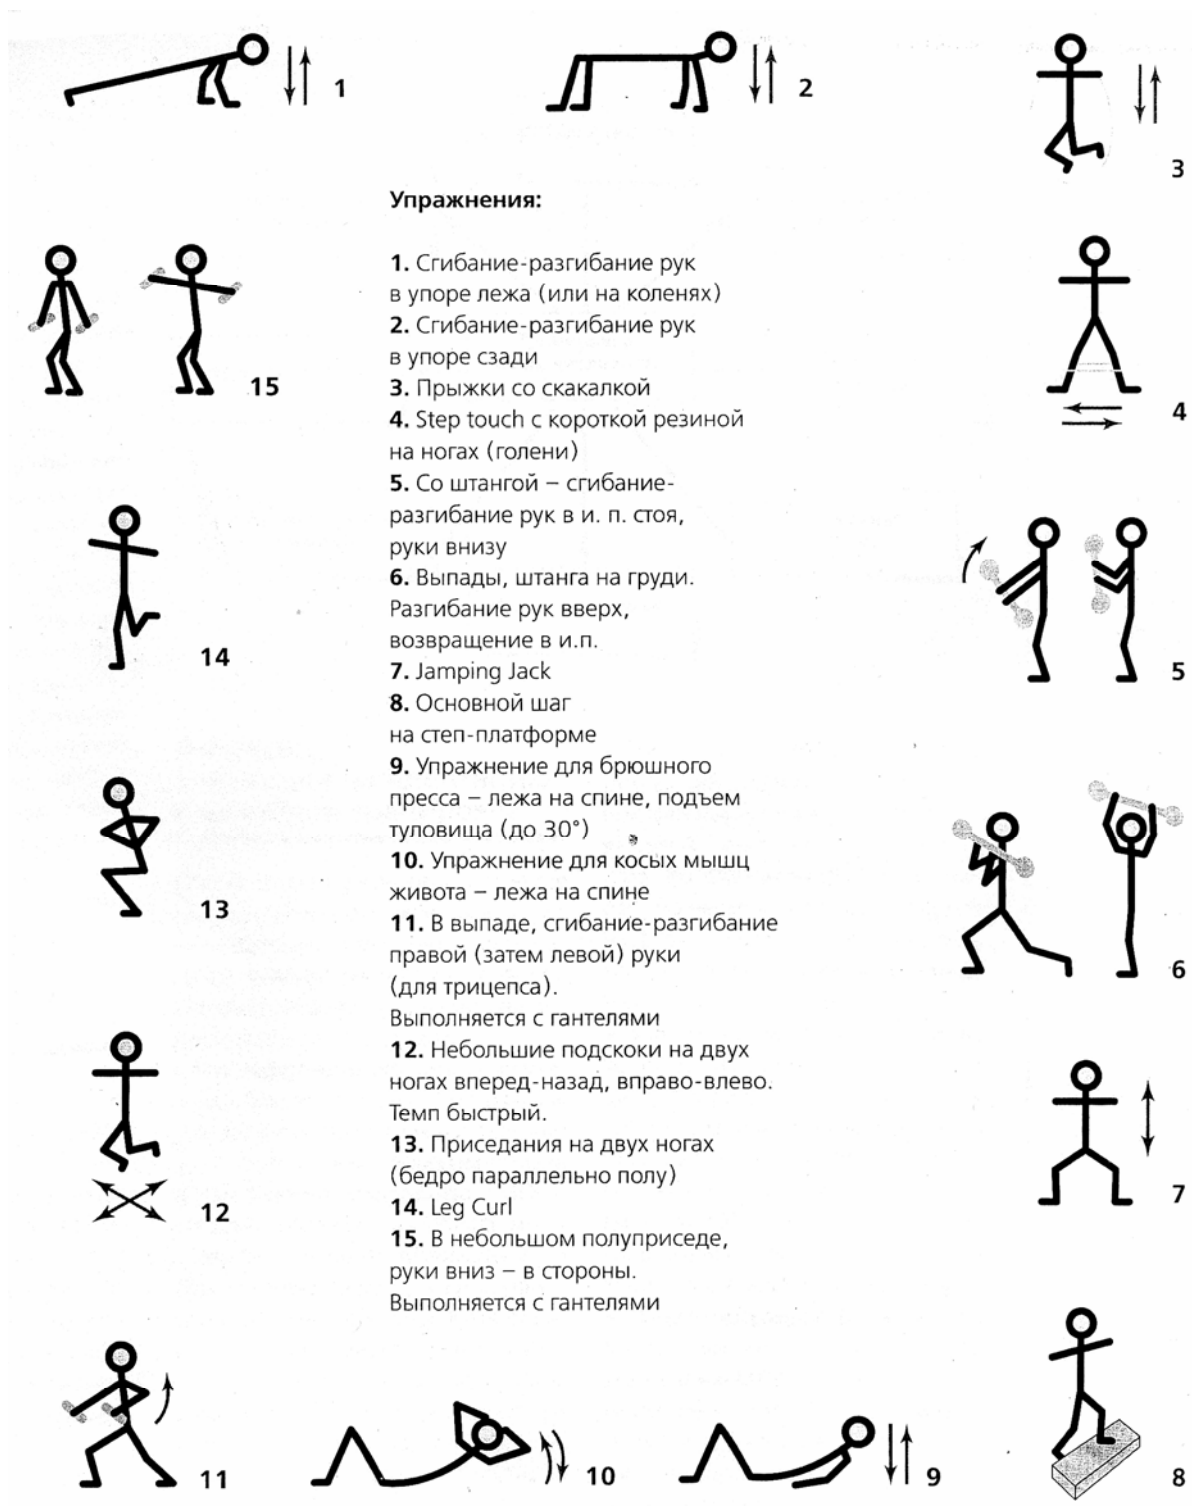 1
2
3
Упражнения:
1. Сгибание-разгибание рук
в упоре лежа (или на коленях)
2. Сгибание-разгибание рук
в упоре сзади
3. Прыжки со скакалкой
4. Step touch с короткой резиной
на ногах (голени)
5. Со штангой – сгибание-
разгибание рук в и. п. стоя,
руки внизу
6. Выпады, штанга на груди.
Разгибание рук вверх,
возвращение в и.п.
7. Jamping Jack
8. Основной шаг
на степ-платформе
9. Упражнение для брюшного
пресса – лежа на спине, подъем
туловища (до 30°)
10. Упражнение для косых мышц
живота – лежа на спине
11. В выпаде, сгибание-разгибание
правой (затем левой) руки
(для трицепса).
Выполняется с гантелями
12. Небольшие подскоки на двух
ногах вперед-назад, вправо-влево.
Темп быстрый.
13. Приседания на двух ногах
(бедро параллельно полу)
14. Leg Curl
15. В небольшом полуприседе,
руки вниз – в стороны.
Выполняется с гантелями
4
5
6
7
8
9
10
11
12
13
14
15